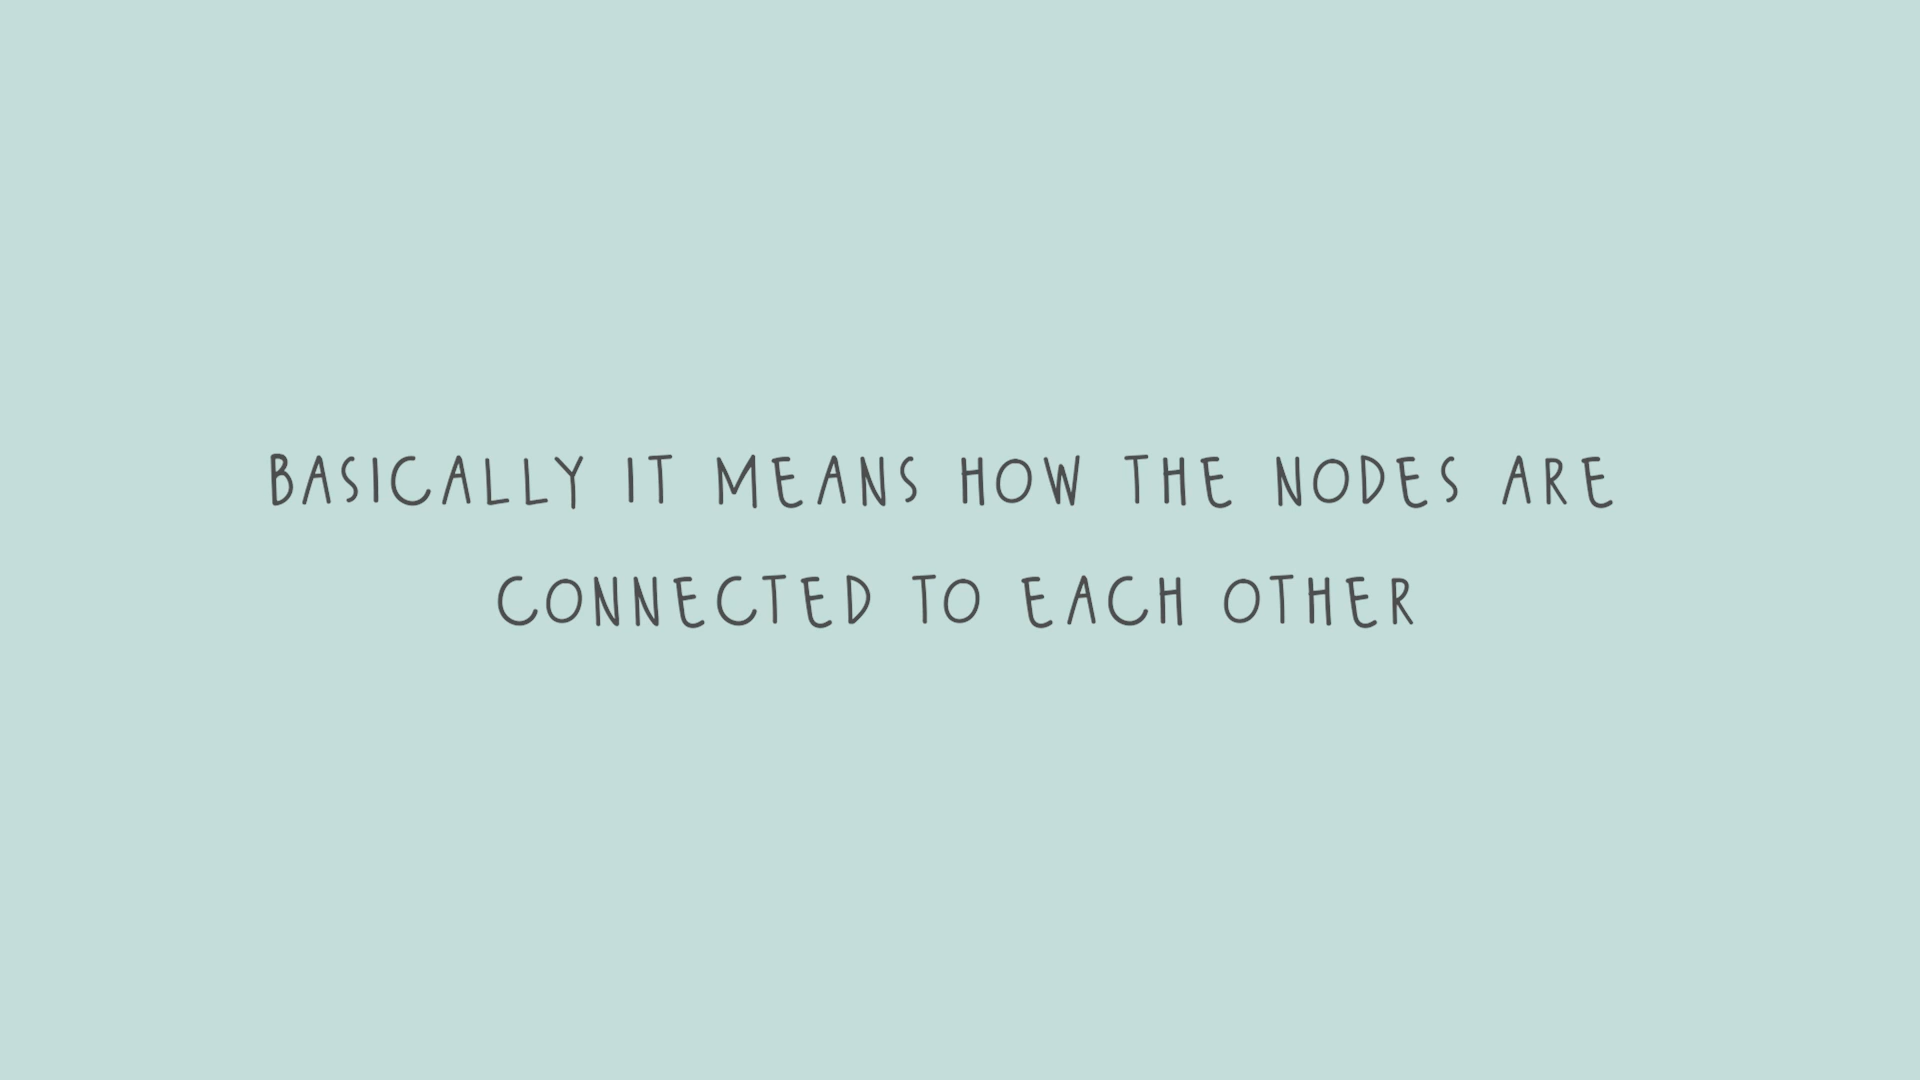 BASICALLY IT MEANS HOW THE NODES ARE
CONNECTED TO EACH OTHER